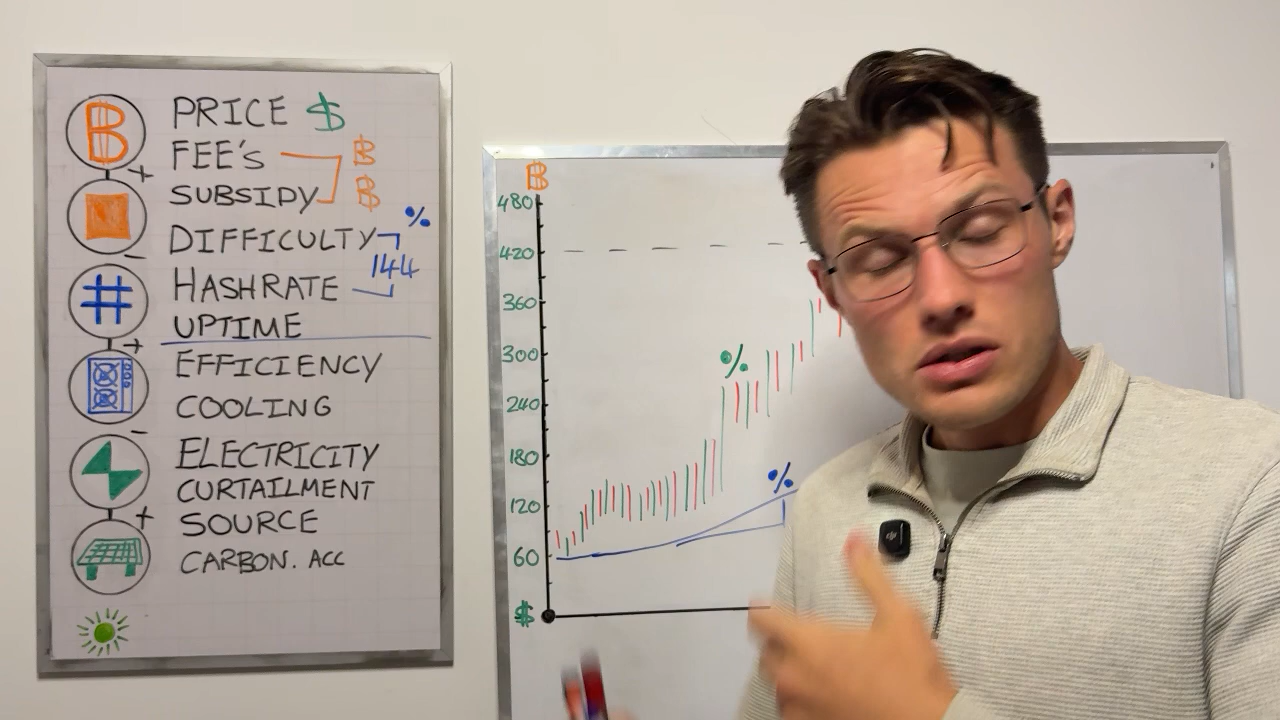 ₿
PRICE $
FEE'S ₿
+
SUBSIDY ₿
DIFFICULTY %
-
144
#
HASHRATE
UPTIME
+
EFFICIENCY
COOLING
-
ELECTRICITY
CURTAILMENT
+
SOURCE
CARBON. ACC
₿
480
420
360
300
240
180
120
60
$
%
%